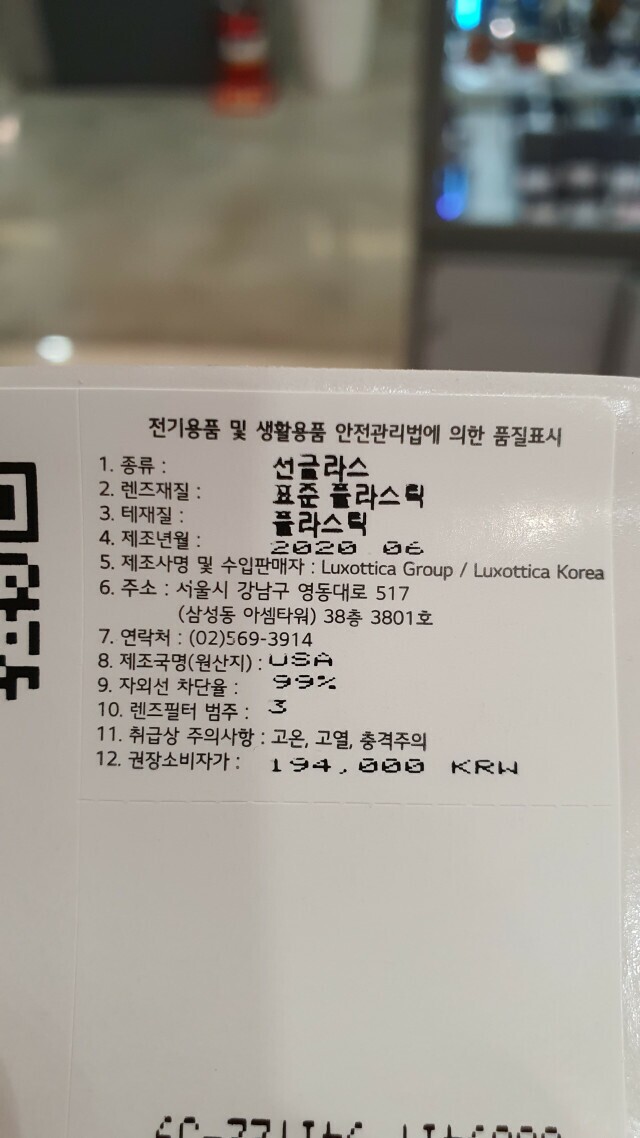 전기용품 및 생활용품 안전관리법에 의한 품질표시
1. 종류 : 선글라스
2. 렌즈재질 : 표준 플라스틱
3. 테재질 : 플라스틱
4. 제조년월 : 2020 06
5. 제조사명 및 수입판매자 : Luxottica Group / Luxottica Korea
6. 주소 : 서울시 강남구 영동대로 517
(삼성동 아셈타워) 38층 3801호
7. 연락처 : (02)569-3914
8. 제조국명(원산지) : USA
9. 자외선 차단율 : 99%
10. 렌즈필터 범주 : 3
11. 취급상 주의사항 : 고온, 고열, 충격주의
12. 권장소비자가 : 194,000 KRW